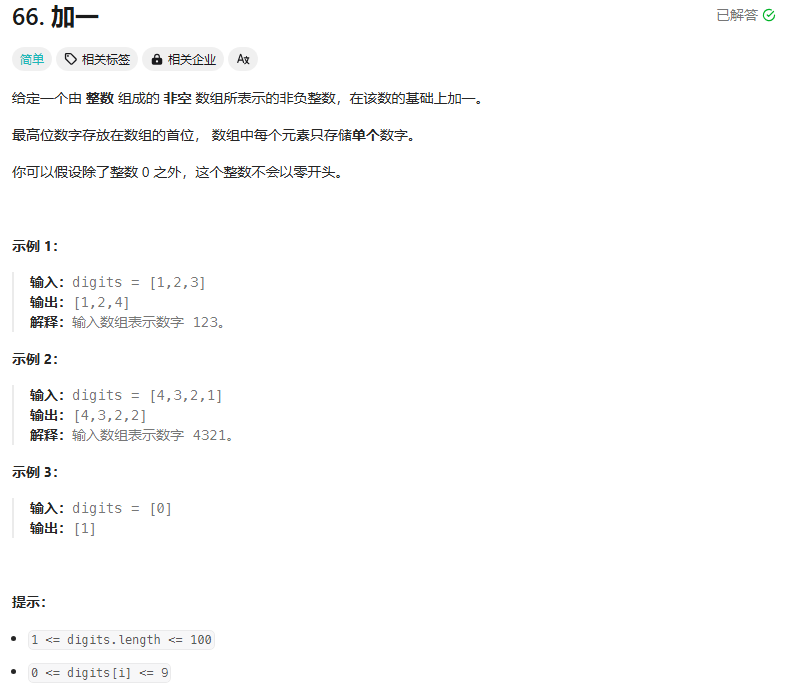 66. 加一
已解答
简单 相关标签 相关企业
给定一个由 整数 组成的 非空 数组所表示的非负整数，在该数的基础上加一。
最高位数字存放在数组的首位， 数组中每个元素只存储单个数字。
你可以假设除了整数 0 之外，这个整数不会以零开头。
示例 1：
输入：digits = [1,2,3]
输出：[1,2,4]
解释：输入数组表示数字 123。
示例 2：
输入：digits = [4,3,2,1]
输出：[4,3,2,2]
解释：输入数组表示数字 4321。
示例 3：
输入：digits = [0]
输出：[1]
提示：
1 <= digits.length <= 100
0 <= digits[i] <= 9